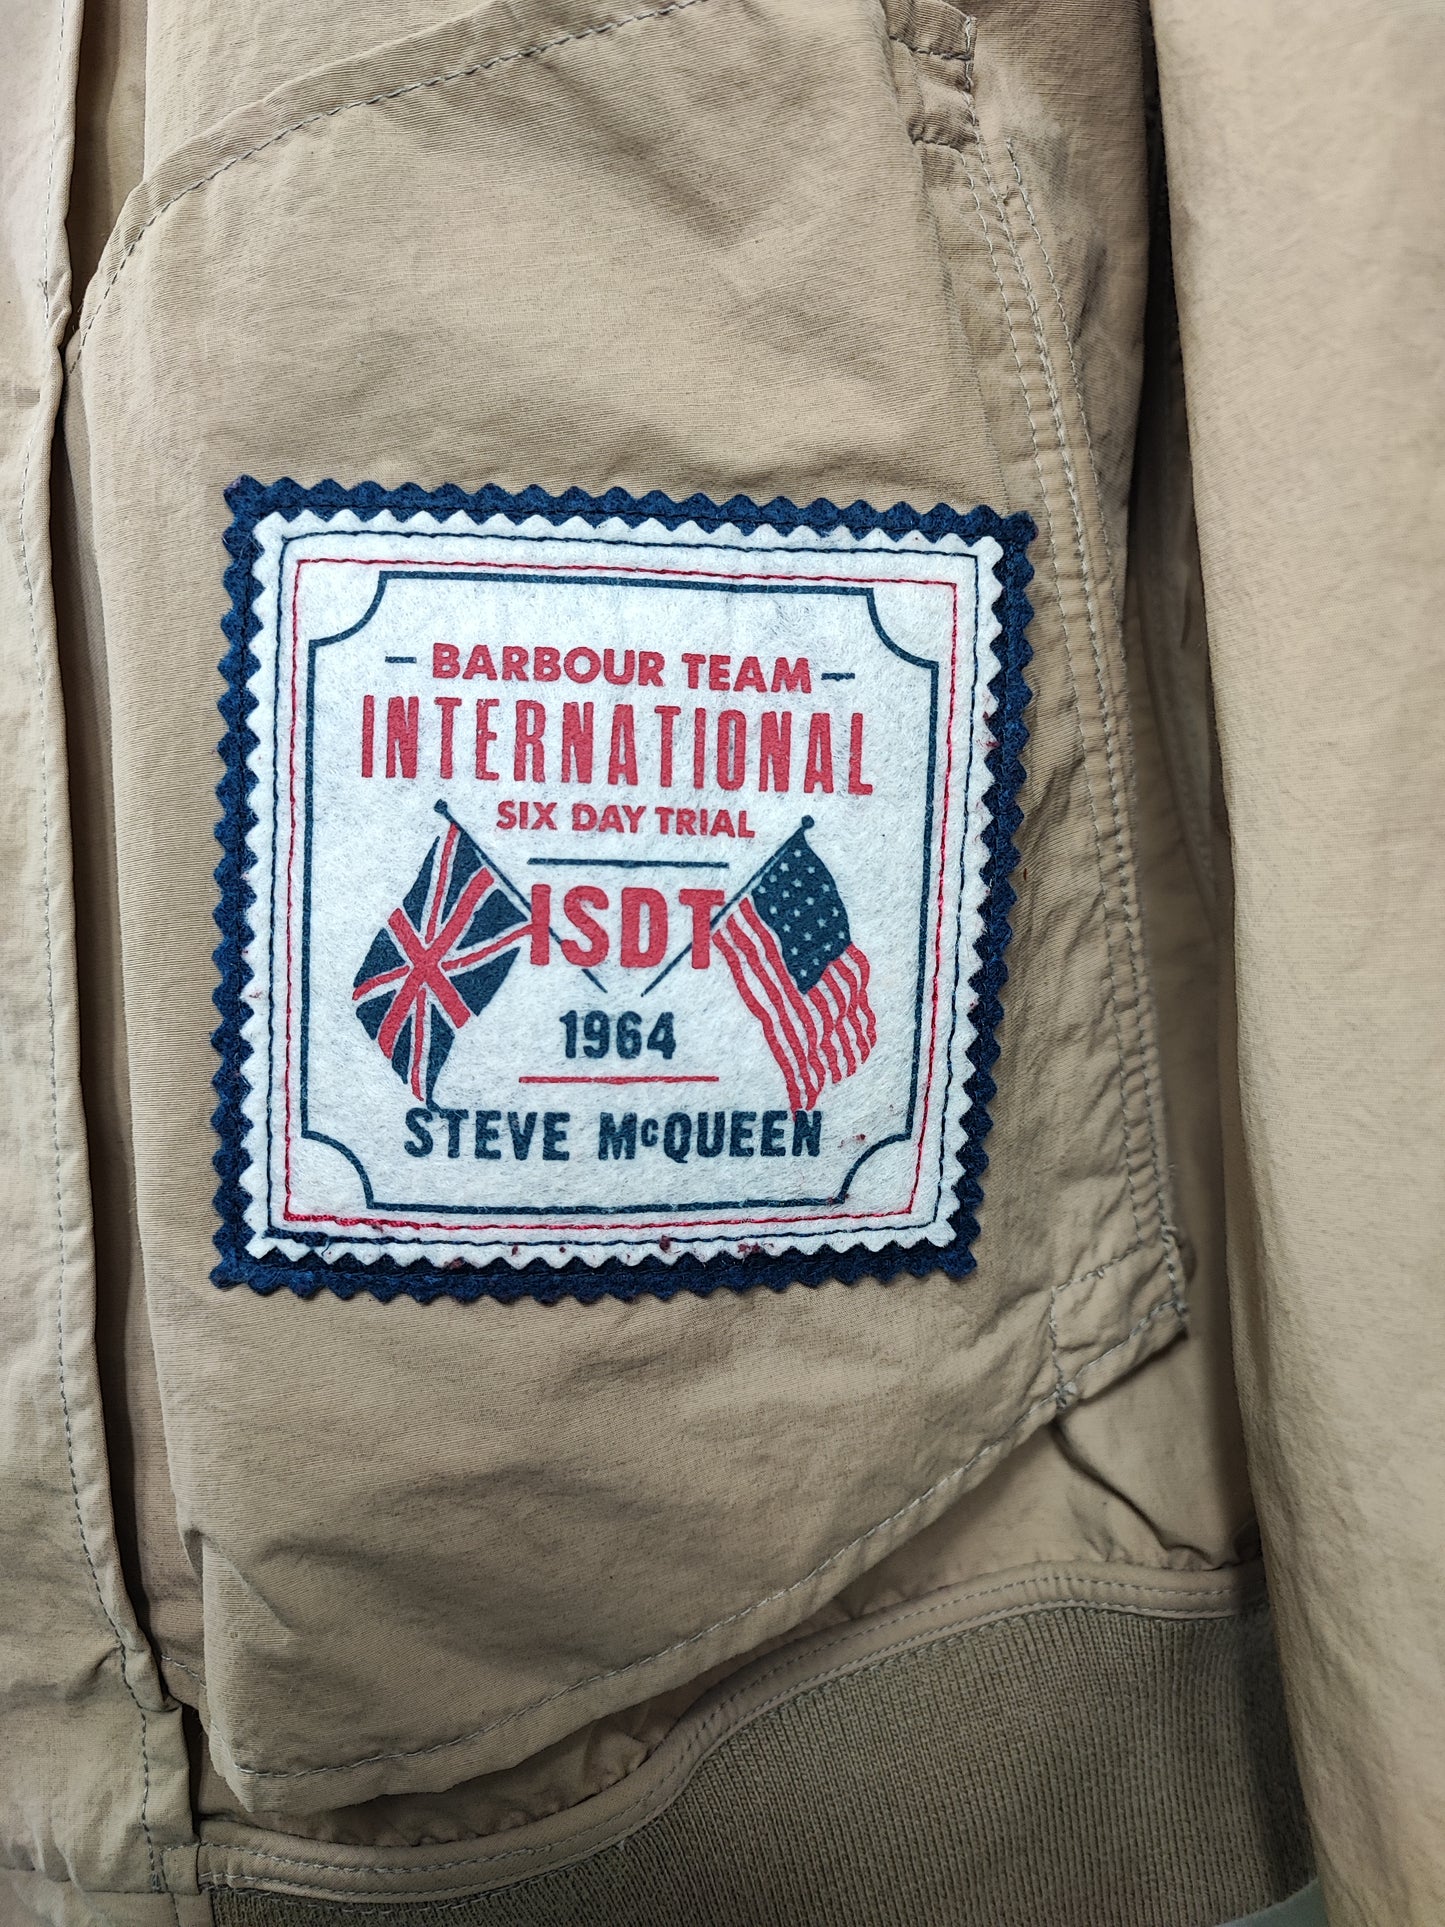 - BARBOUR TEAM -
INTERNATIONAL
SIX DAY TRIAL
ISDT
1964
STEVE McQUEEN